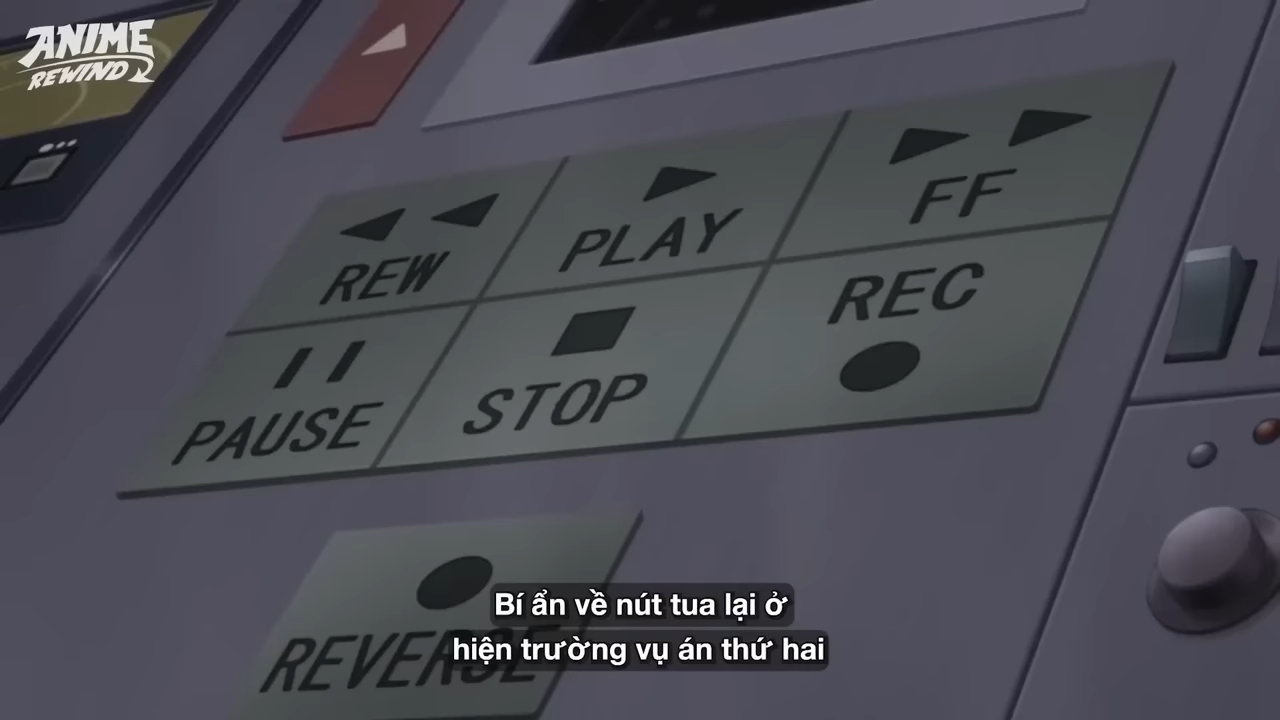 ANIME
REWIND
REW
PLAY
FF
PAUSE
STOP
REC
REVERSE
Bí ẩn về nút tua lại ở
hiện trường vụ án thứ hai